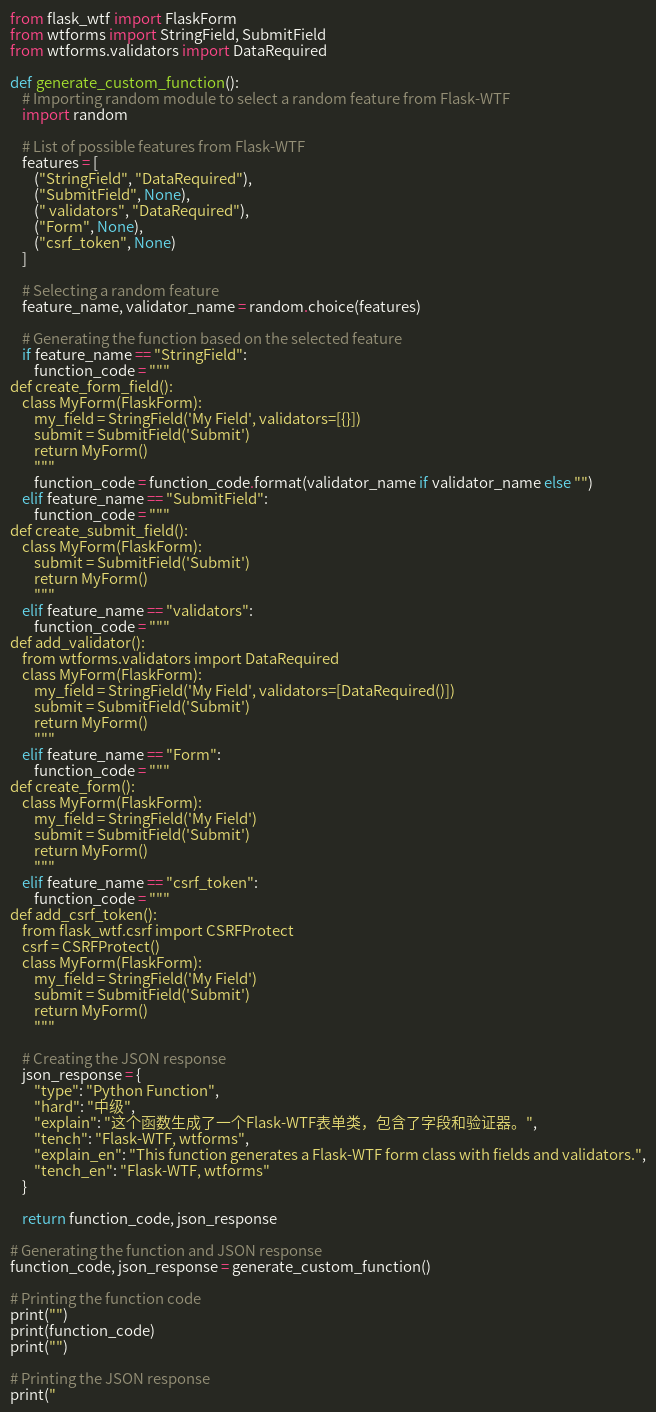 from flask_wtf import FlaskForm
from wtforms import StringField, SubmitField
from wtforms.validators import DataRequired

def generate_custom_function():
    # Importing random module to select a random feature from Flask-WTF
    import random

    # List of possible features from Flask-WTF
    features = [
        ("StringField", "DataRequired"),
        ("SubmitField", None),
        (" validators", "DataRequired"),
        ("Form", None),
        ("csrf_token", None)
    ]

    # Selecting a random feature
    feature_name, validator_name = random.choice(features)

    # Generating the function based on the selected feature
    if feature_name == "StringField":
        function_code = """
def create_form_field():
    class MyForm(FlaskForm):
        my_field = StringField('My Field', validators=[{}])
        submit = SubmitField('Submit')
        return MyForm()
        """
        function_code = function_code.format(validator_name if validator_name else "")
    elif feature_name == "SubmitField":
        function_code = """
def create_submit_field():
    class MyForm(FlaskForm):
        submit = SubmitField('Submit')
        return MyForm()
        """
    elif feature_name == "validators":
        function_code = """
def add_validator():
    from wtforms.validators import DataRequired
    class MyForm(FlaskForm):
        my_field = StringField('My Field', validators=[DataRequired()])
        submit = SubmitField('Submit')
        return MyForm()
        """
    elif feature_name == "Form":
        function_code = """
def create_form():
    class MyForm(FlaskForm):
        my_field = StringField('My Field')
        submit = SubmitField('Submit')
        return MyForm()
        """
    elif feature_name == "csrf_token":
        function_code = """
def add_csrf_token():
    from flask_wtf.csrf import CSRFProtect
    csrf = CSRFProtect()
    class MyForm(FlaskForm):
        my_field = StringField('My Field')
        submit = SubmitField('Submit')
        return MyForm()
        """

    # Creating the JSON response
    json_response = {
        "type": "Python Function",
        "hard": "中级",
        "explain": "这个函数生成了一个Flask-WTF表单类，包含了字段和验证器。",
        "tench": "Flask-WTF, wtforms",
        "explain_en": "This function generates a Flask-WTF form class with fields and validators.",
        "tench_en": "Flask-WTF, wtforms"
    }

    return function_code, json_response

# Generating the function and JSON response
function_code, json_response = generate_custom_function()

# Printing the function code
print("")
print(function_code)
print("")

# Printing the JSON response
print("